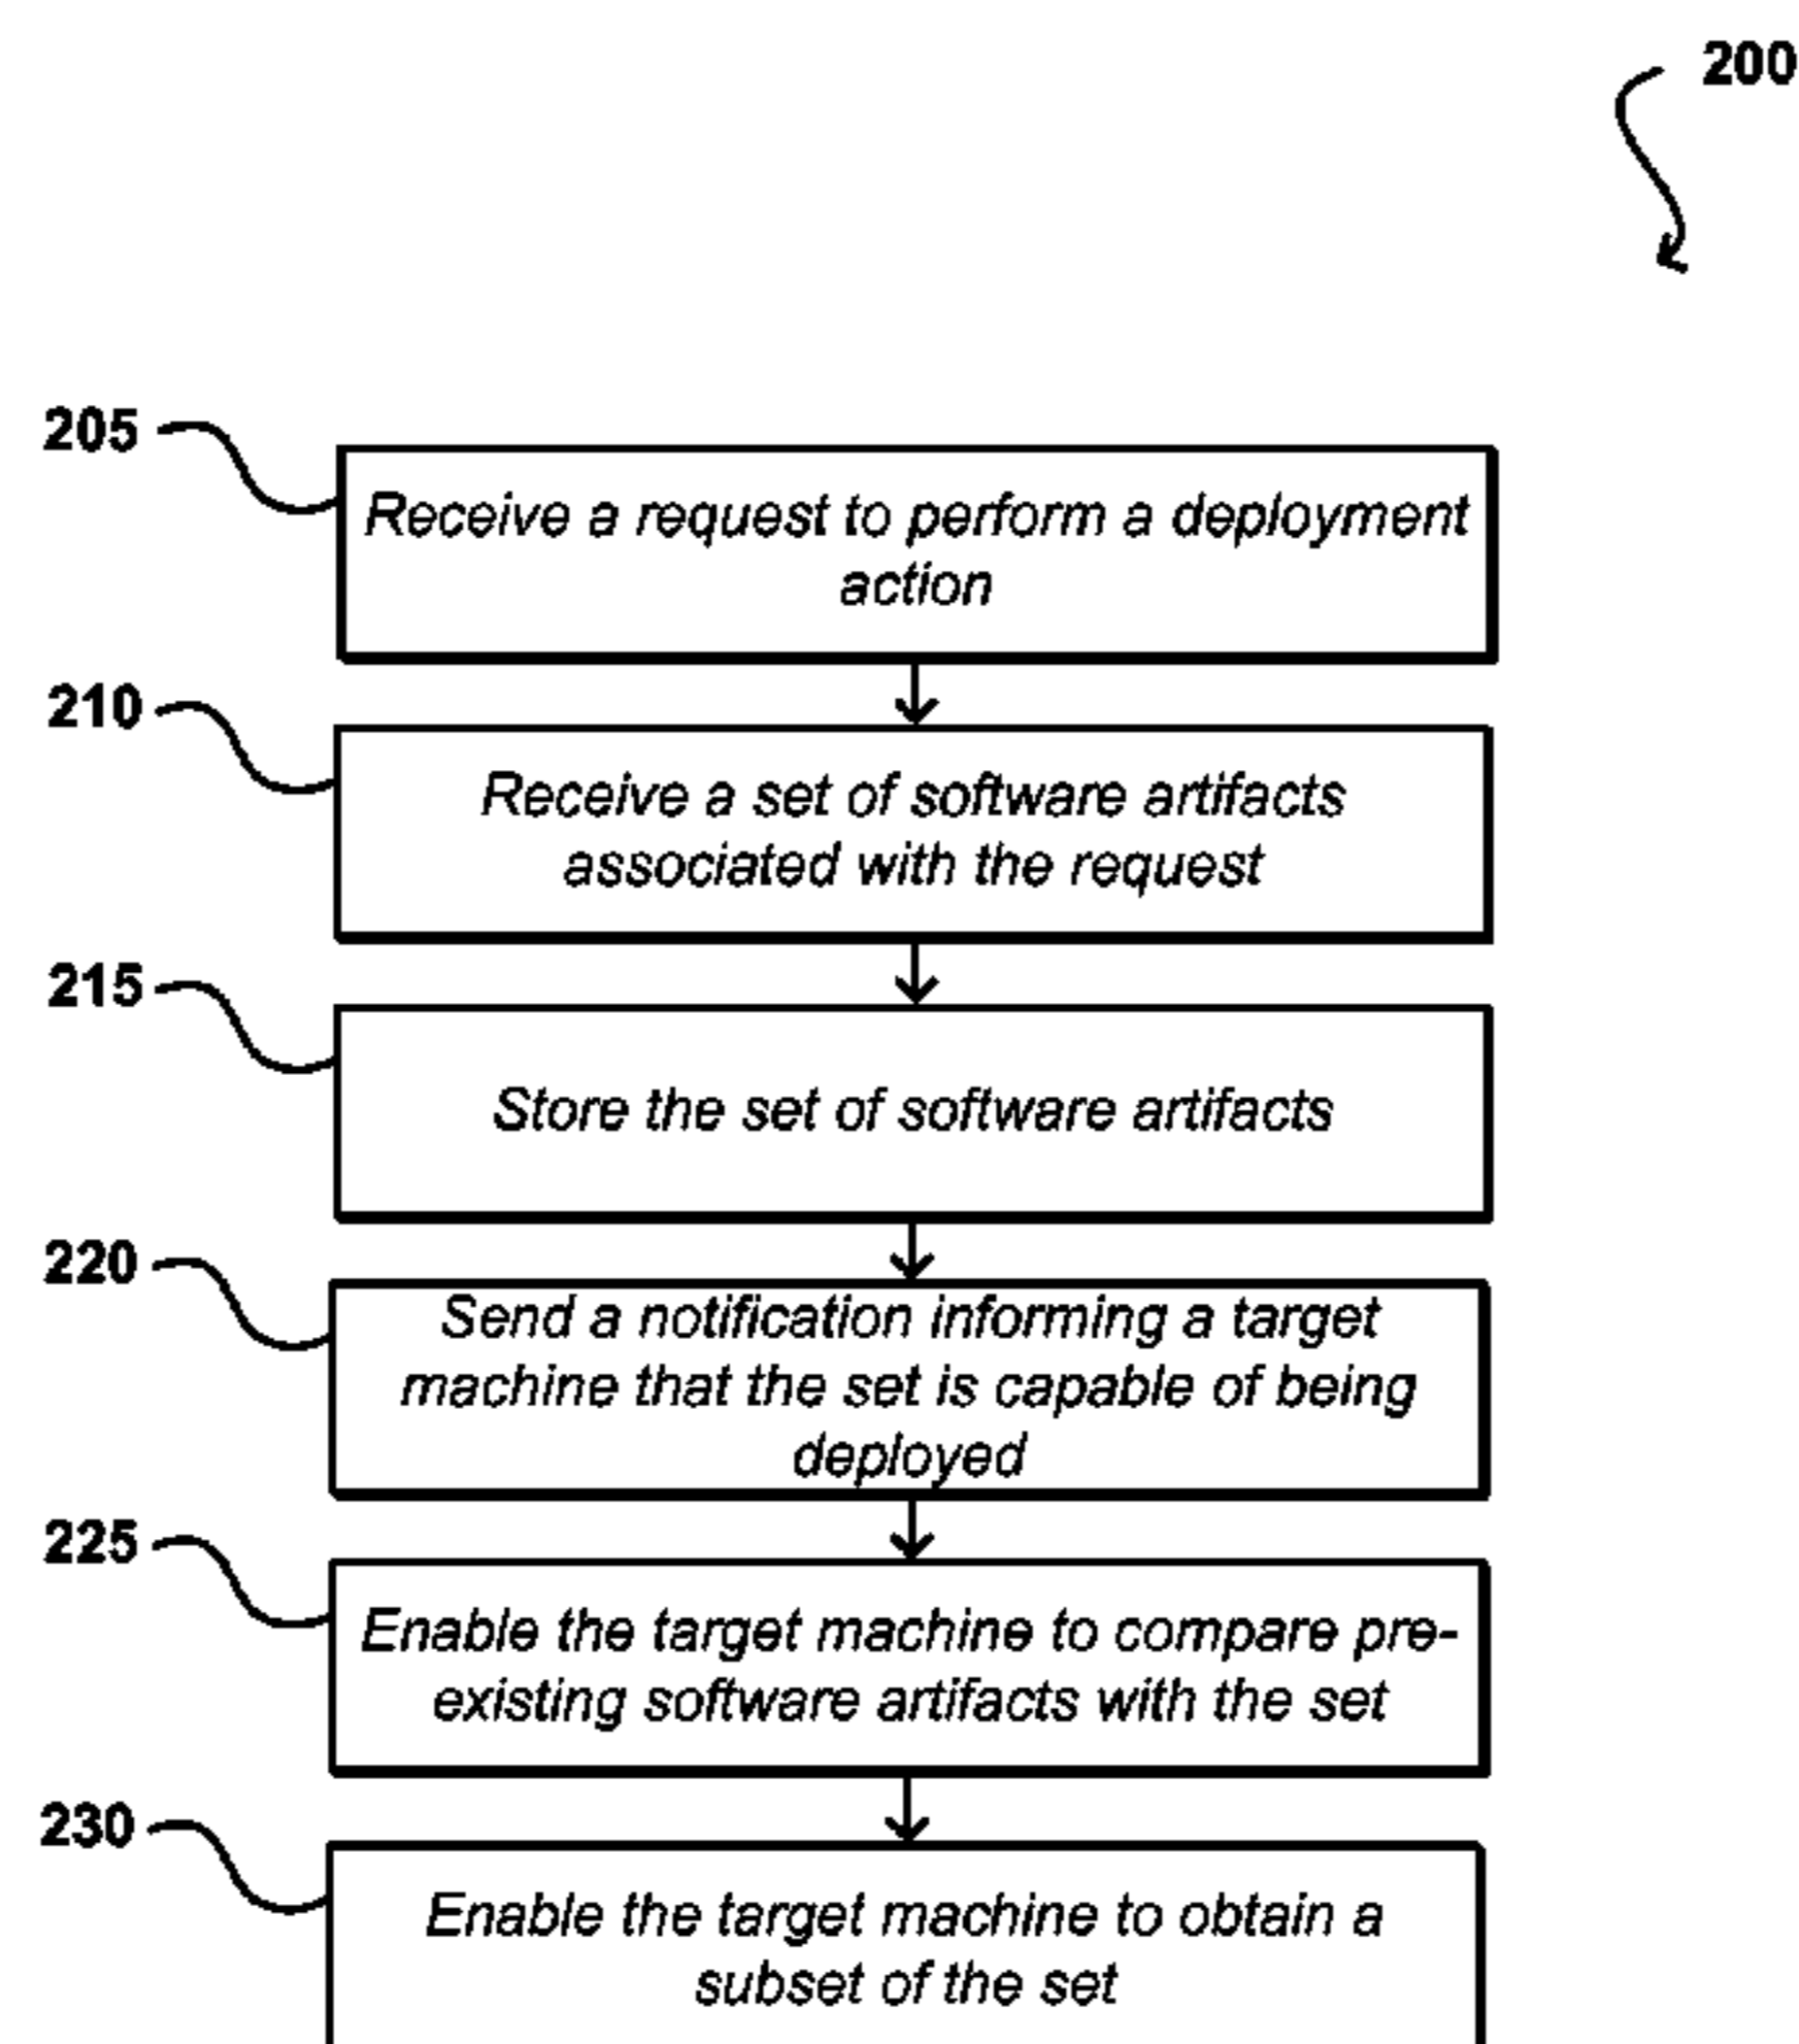 200
205
Receive a request to perform a deployment
action
210
Receive a set of software artifacts
associated with the request
215
Store the set of software artifacts
220
Send a notification informing a target
machine that the set is capable of being
deployed
225
Enable the target machine to compare pre-
existing software artifacts with the set
230
Enable the target machine to obtain a
subset of the set